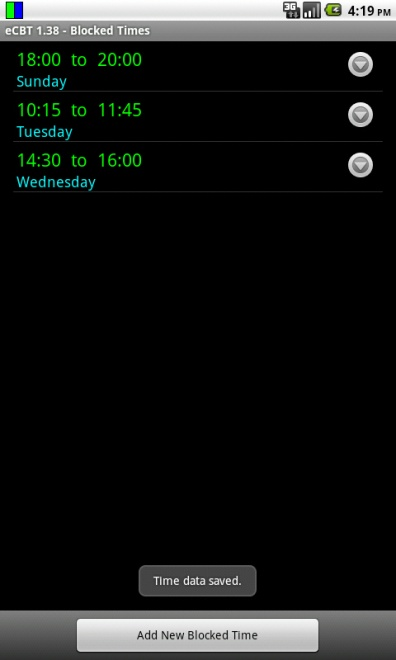 3G
4:19 PM
eCBT 1.38 - Blocked Times
18:00 to 20:00
Sunday
10:15 to 11:45
Tuesday
14:30 to 16:00
Wednesday
Time data saved.
Add New Blocked Time